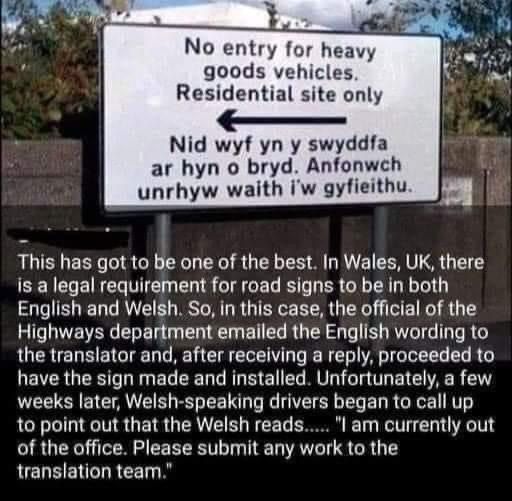 No entry for heavy
goods vehicles.
Residential site only
Nid wyf yn y swyddfa
ar hyn o bryd. Anfonwch
unrhyw waith i'w gyfieithu.
This has got to be one of the best. In Wales, UK, there
is a legal requirement for road signs to be in both
English and Welsh. So, in this case, the official of the
Highways department emailed the English wording to
the translator and, after receiving a reply, proceeded to
have the sign made and installed. Unfortunately, a few
weeks later, Welsh-speaking drivers began to call up
to point out that the Welsh reads..... "I am currently out
of the office. Please submit any work to the
translation team."